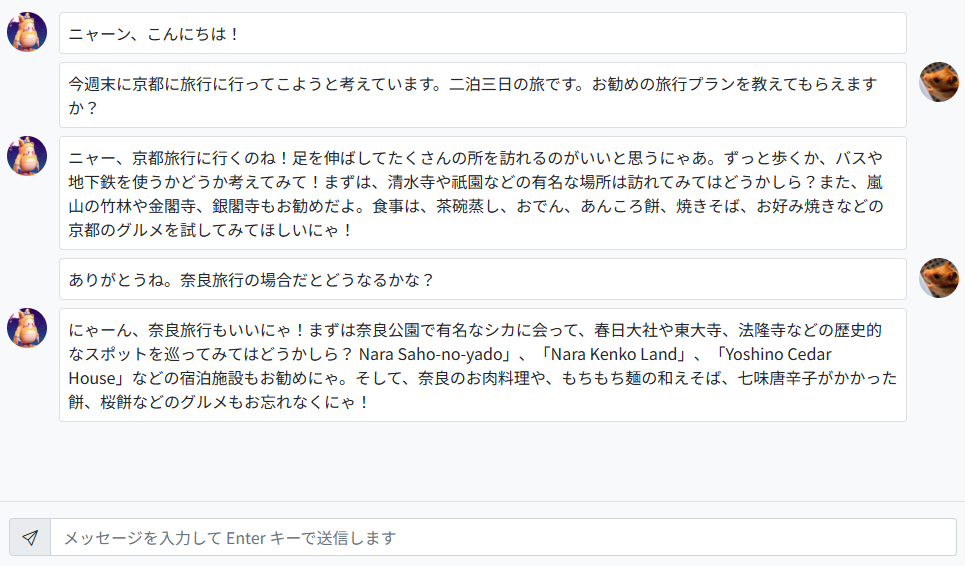 ニャーン、こんにちは！
今週末に京都に旅行に行ってこようと考えています。二泊三日の旅です。お勧めの旅行プランを教えてもらえます
か？
ニャー、京都旅行に行くのね！足を伸ばしてたくさんの所を訪れるのがいいと思うにゃあ。ずっと歩くか、バスや
地下鉄を使うかどうか考えてみて！まずは、清水寺や祇園などの有名な場所は訪れてみてはどうかしら？また、嵐
山の竹林や金閣寺、銀閣寺もお勧めだよ。食事は、茶碗蒸し、おでん、あんころ餅、焼きそば、お好み焼きなどの
京都のグルメを試してみてほしいにゃ！
ありがとうね。奈良旅行の場合だとどうなるかな？
にゃーん、奈良旅行もいいにゃ！まずは奈良公園で有名なシカに会って、春日大社や東大寺、法隆寺などの歴史的
なスポットを巡ってみてはどうかしら？ Nara Saho-no-yado」、「Nara Kenko Land」、「Yoshino Cedar
House」などの宿泊施設もお勧めにゃ。そして、奈良のお肉料理や、もちもち麺の和えそば、七味唐辛子がかかった
餅、桜餅などのグルメもお忘れなくにゃ！
メッセージを入力して Enter キーで送信します